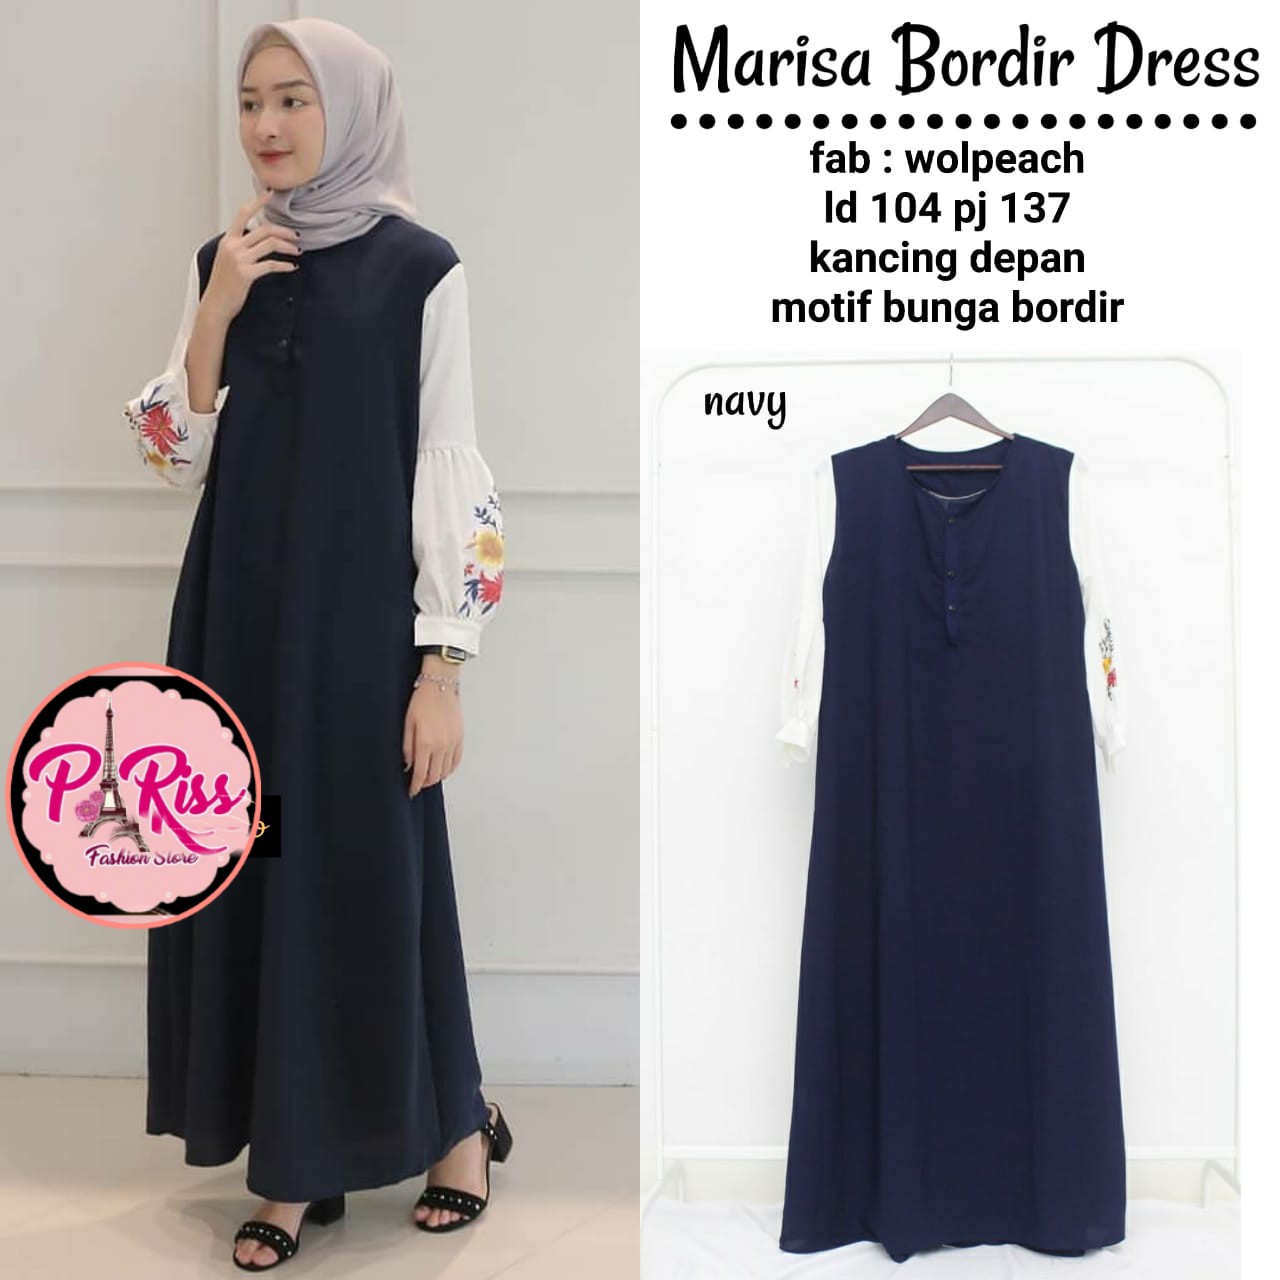 Marisa Bordir Dress
fab : wolpeach
ld 104 pj 137
kancing depan
motif bunga bordir
navy
PARiss
Fashion Store